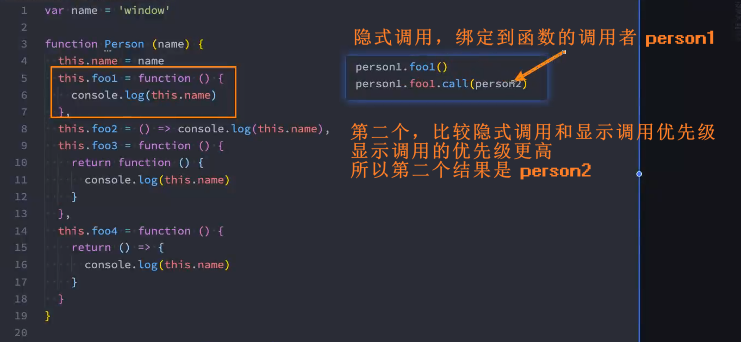 1 var name = 'window'
2
3 function Person (name) {
4 this.name = name
5 this.foo1 = function () {
6 console.log(this.name)
7 },
8 this.foo2 = () => console.log(this.name),
9 this.foo3 = function () {
10 return function () {
11 console.log(this.name)
12 }
13 },
14 this.foo4 = function () {
15 return () => {
16 console.log(this.name)
17 }
18 }
19 }
20
隐式调用，绑定到函数的调用者 person1
person1.foo1()
person1.foo1.call(person2)
第二个，比较隐式调用和显示调用优先级
显示调用的优先级更高
所以第二个结果是 person2